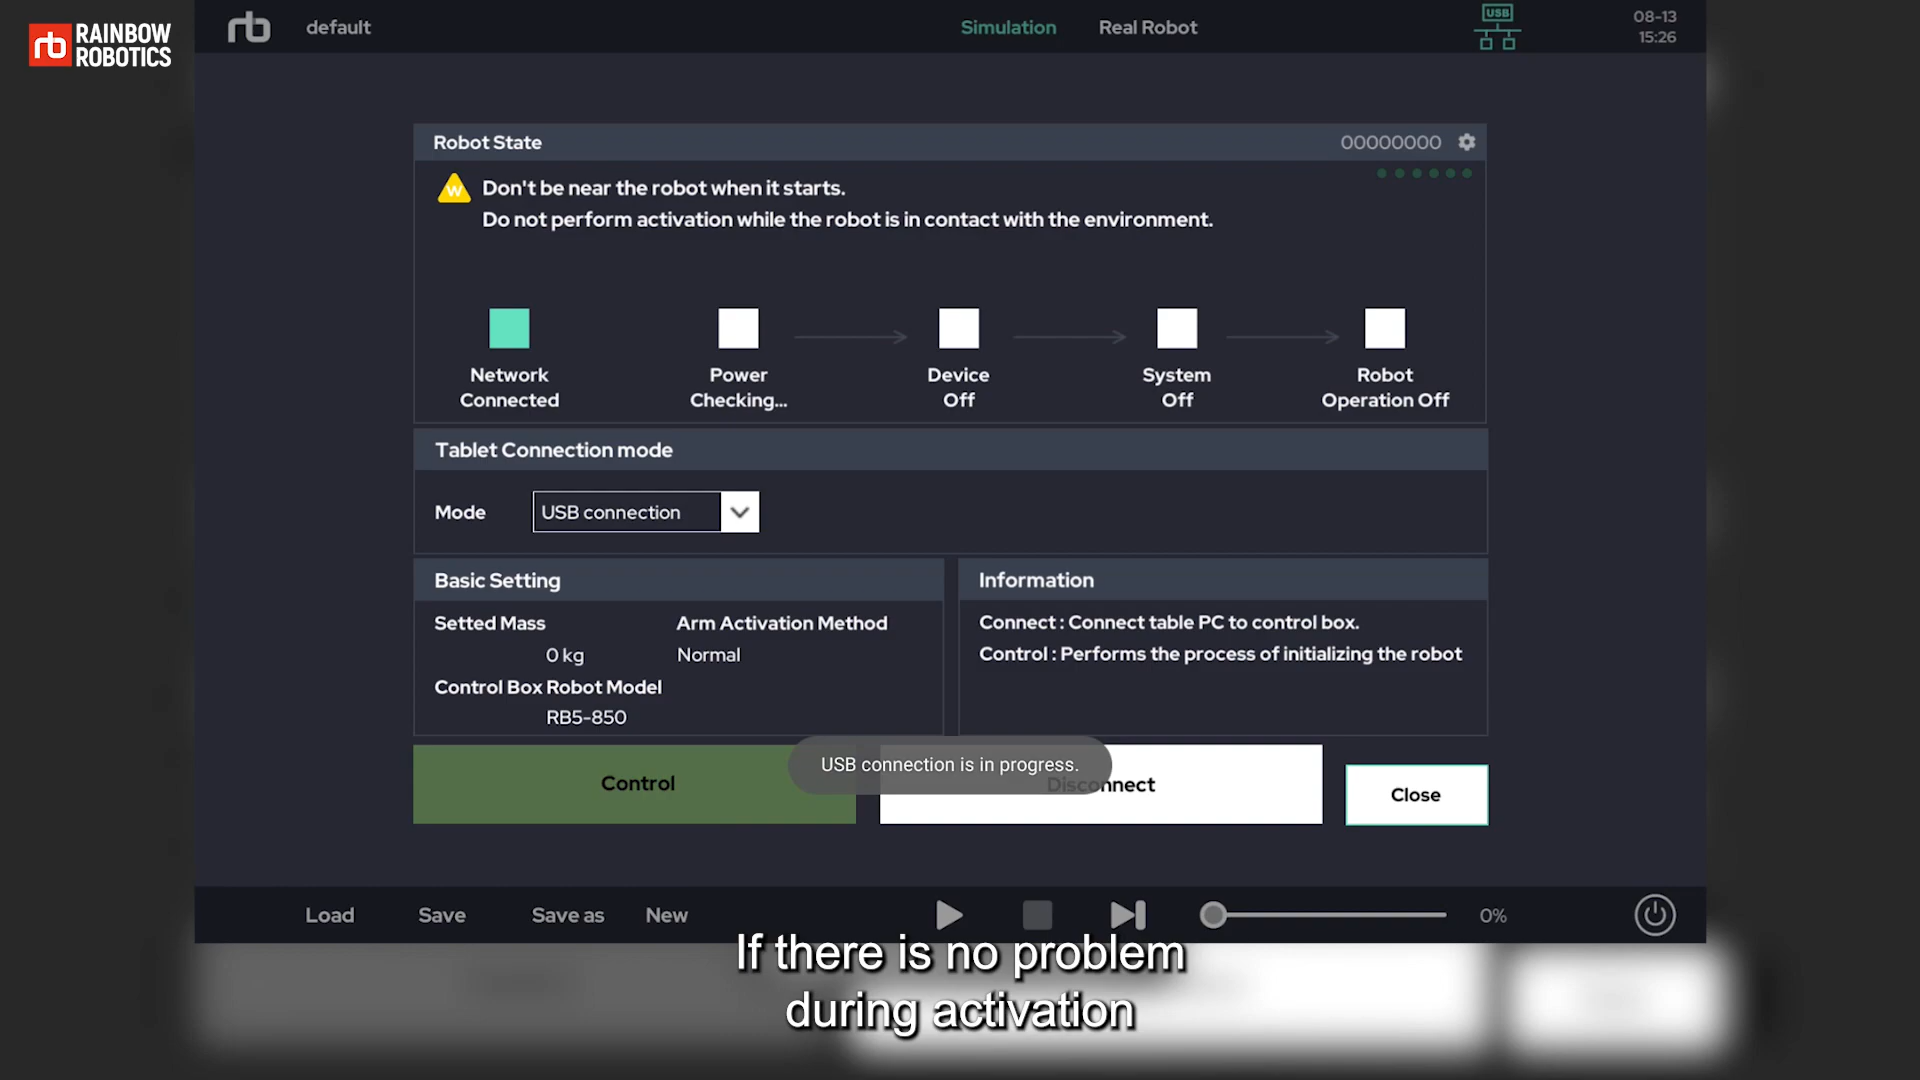 RAINBOW
ROBOTICS
rb
rb
default
Simulation
Real Robot
USB
08-13
15:26
Robot State
00000000
W
Don't be near the robot when it starts.
Do not perform activation while the robot is in contact with the environment.
Network
Connected
Power
Checking...
Device
Off
System
Off
Robot
Operation Off
Tablet Connection mode
Mode
USB connection
Basic Setting
Setted Mass
0 kg
Arm Activation Method
Normal
Control Box Robot Model
RB5-850
Information
Connect : Connect table PC to control box.
Control : Performs the process of initializing the robot
Control
USB connection is in progress.
Disconnect
Close
Load
Save
Save as
New
0%
If there is no problem
during activation